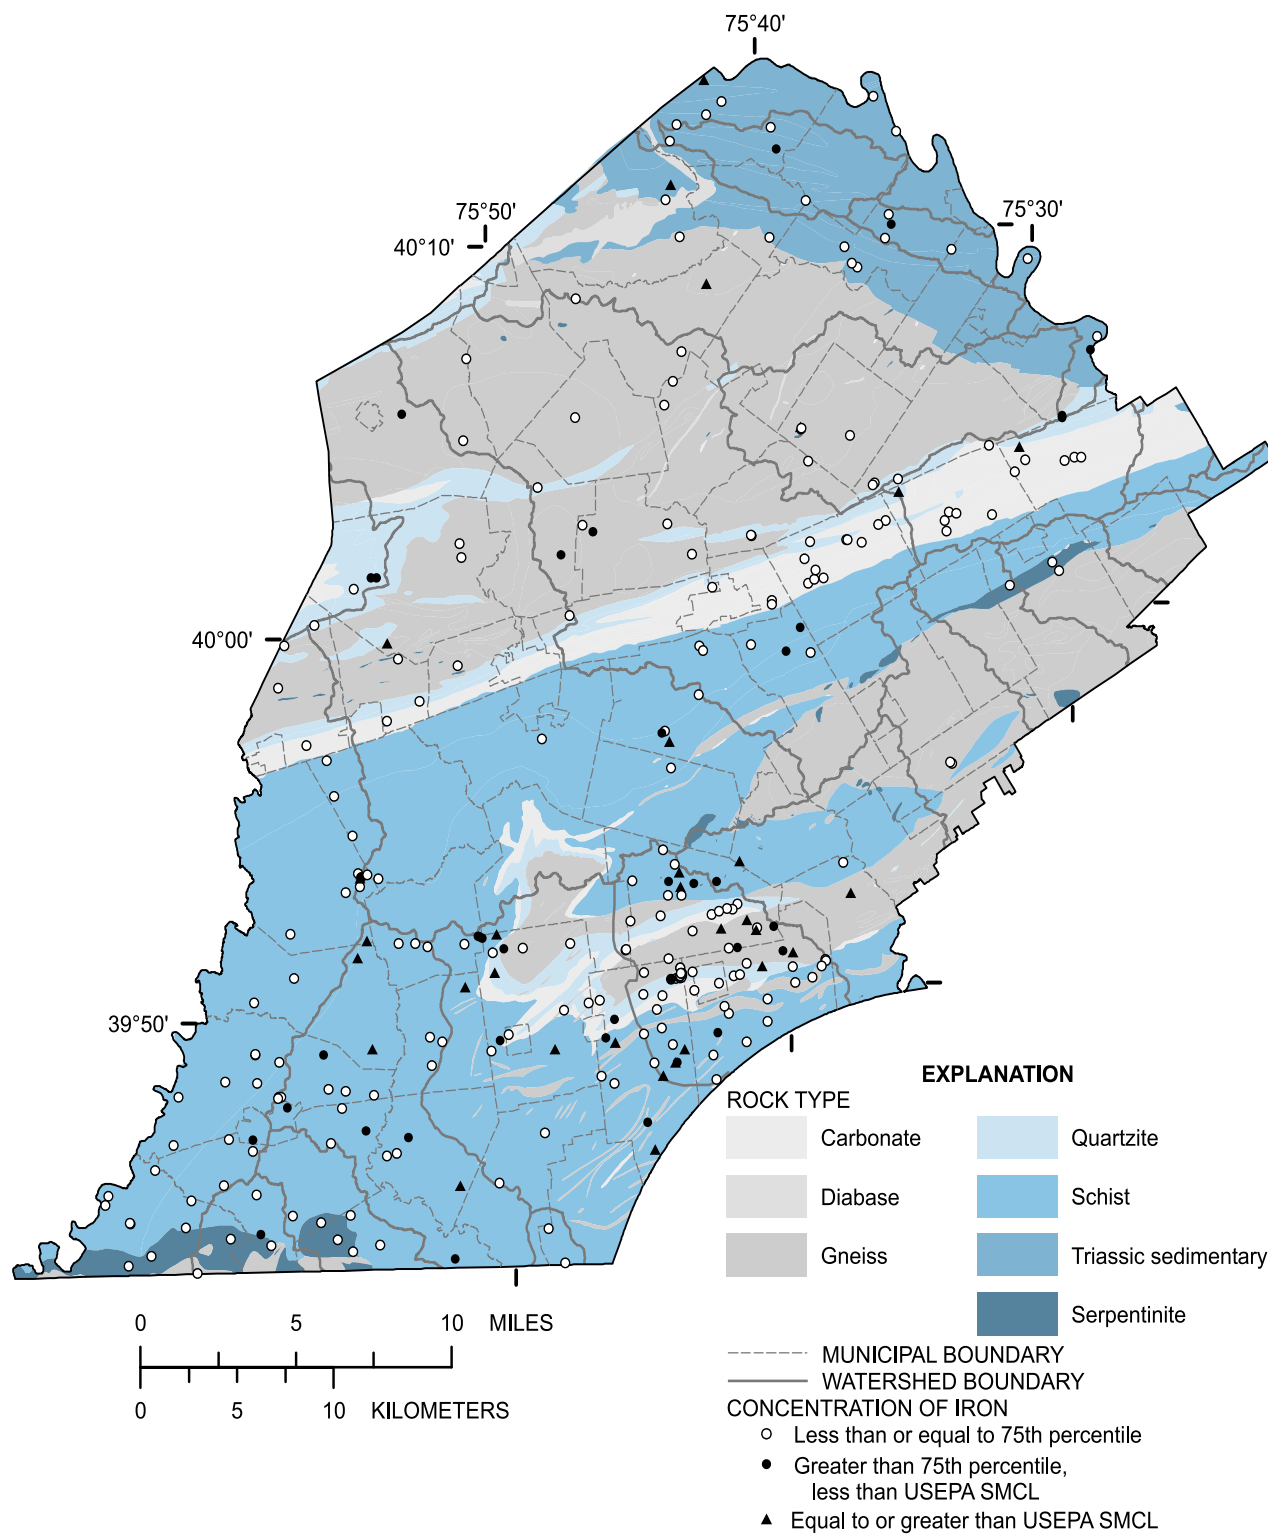 75°40'
75°50'
75°30'
40°10'
40°00'
39°50'
EXPLANATION
ROCK TYPE
Carbonate
Quartzite
Diabase
Schist
Gneiss
Triassic sedimentary
Serpentinite
0 5 10 MILES
0 5 10 KILOMETERS
MUNICIPAL BOUNDARY
WATERSHED BOUNDARY
CONCENTRATION OF IRON
Less than or equal to 75th percentile
Greater than 75th percentile,
less than USEPA SMCL
Equal to or greater than USEPA SMCL